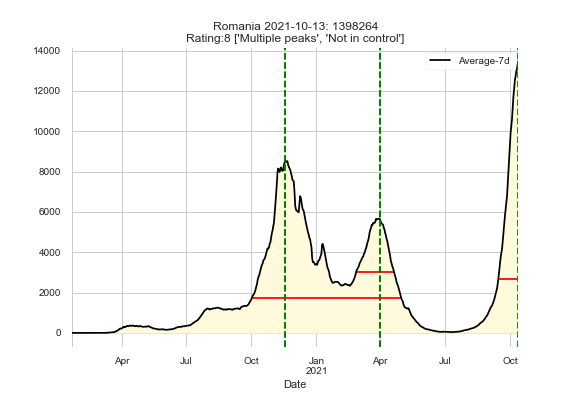 Romania 2021-10-13: 1398264
Rating:8 ['Multiple peaks', 'Not in control']
Average-7d
14000
12000
10000
8000
6000
4000
2000
0
Apr Jul Oct Jan Apr Jul Oct
2021
Date